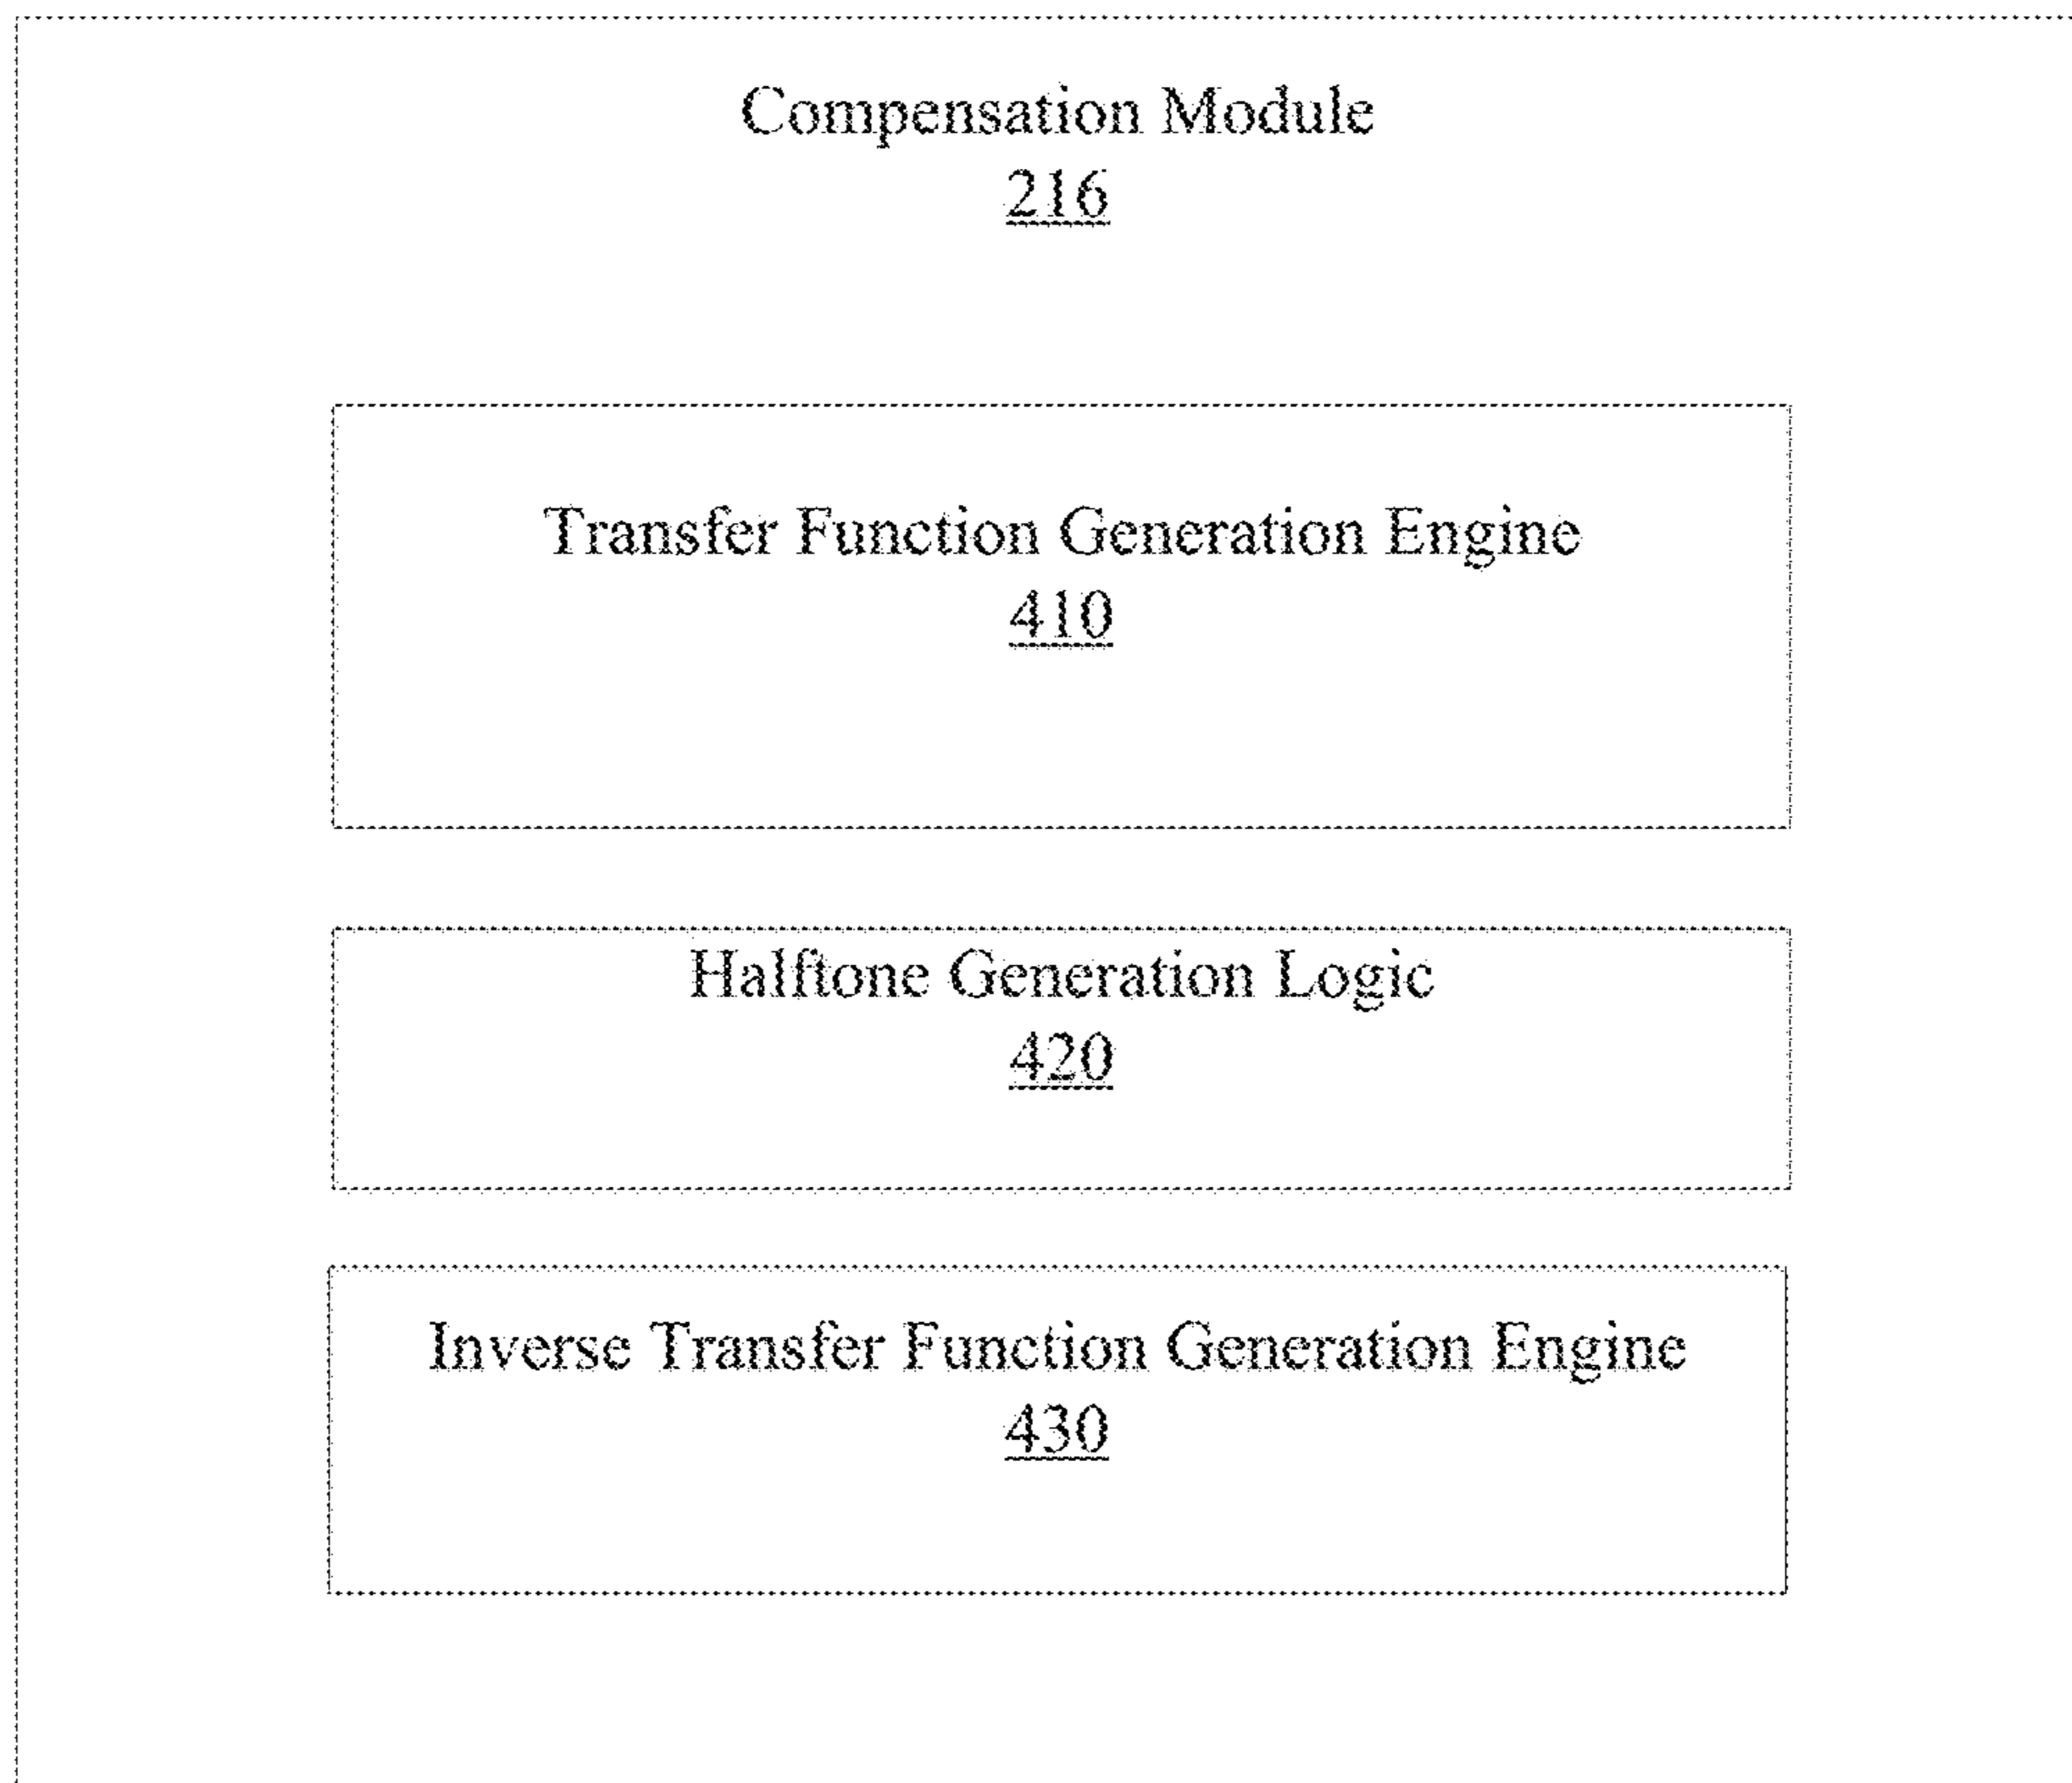 Compensation Module
216
Transfer Function Generation Engine
410
Halftone Generation Logic
420
Inverse Transfer Function Generation Engine
430